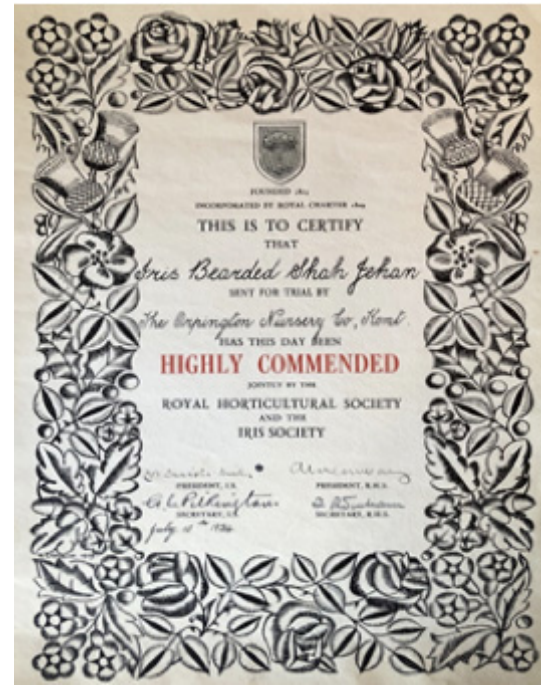 FOUNDED 1804
INCORPORATED BY ROYAL CHARTER 1809
THIS IS TO CERTIFY
THAT
Iris Bearded Shah Jehan
SENT FOR TRIAL BY
The Orpington Nursery Co, Kent.
HAS THIS DAY BEEN
HIGHLY COMMENDED
JOINTLY BY THE
ROYAL HORTICULTURAL SOCIETY
AND THE
IRIS SOCIETY
PRESIDENT, I.S. PRESIDENT, R.H.S.
G. L. Pilkington
SECRETARY, I.S. SECRETARY, R.H.S.
July